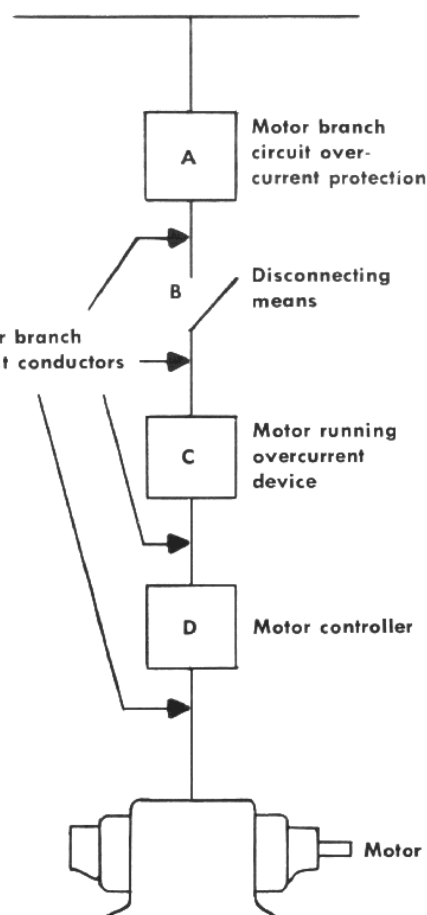 A
Motor branch
circuit over-
current protection
B
Disconnecting
means
branch
conductors
C
Motor running
overcurrent
device
D
Motor controller
Motor